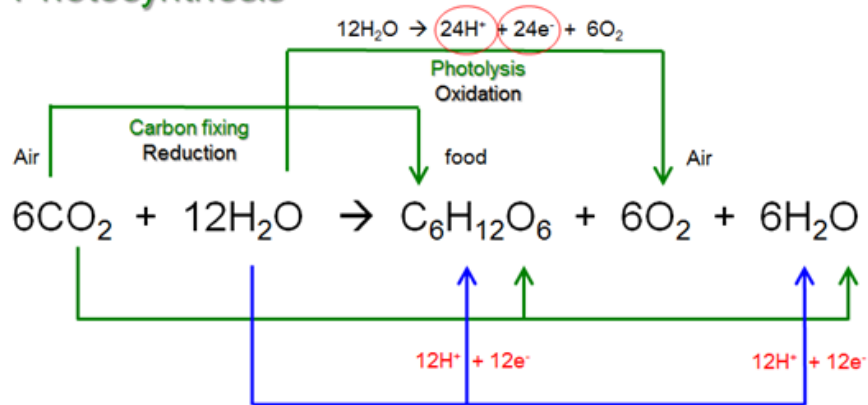 Photosynthesis
12H₂O → 24H⁺ + 24e⁻ + 6O₂
Photolysis
Oxidation
Carbon fixing
Reduction
Air food Air
6CO₂ + 12H₂O → C₆H₁₂O₆ + 6O₂ + 6H₂O
12H⁺ + 12e⁻ 12H⁺ + 12e⁻